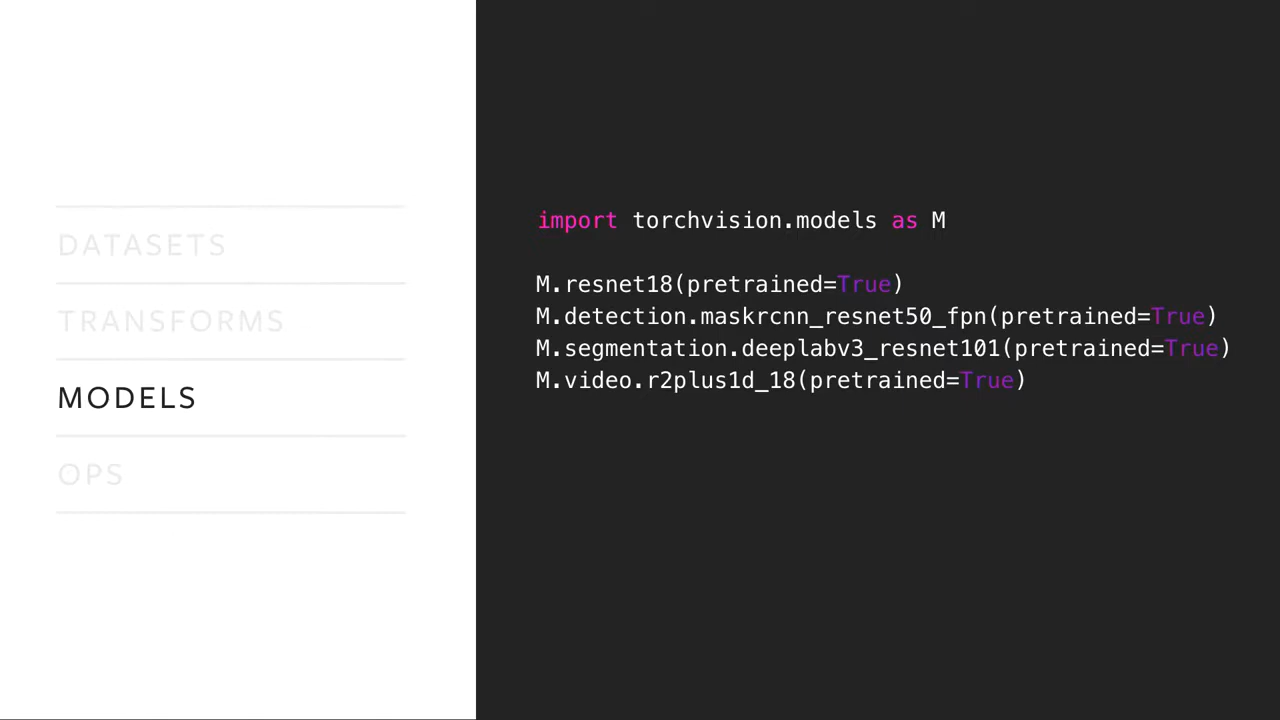 DATASETS
TRANSFORMS
MODELS
OPS
import torchvision.models as M
M.resnet18(pretrained=True)
M.detection.maskrcnn_resnet50_fpn(pretrained=True)
M.segmentation.deeplabv3_resnet101(pretrained=True)
M.video.r2plus1d_18(pretrained=True)